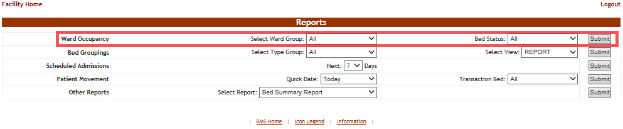 Facility Home Logout
Reports
Ward Occupancy Select Ward Group: All Bed Status: All Submit
Bed Groupings Select Type Group: All Select View: REPORT Submit
Scheduled Admissions Next: 7 Days Submit
Patient Movement Quick Date: Today Transaction Bed: All Submit
Other Reports Select Report: Bed Summary Report Submit
| BMS Home | Icon Legend | Information |